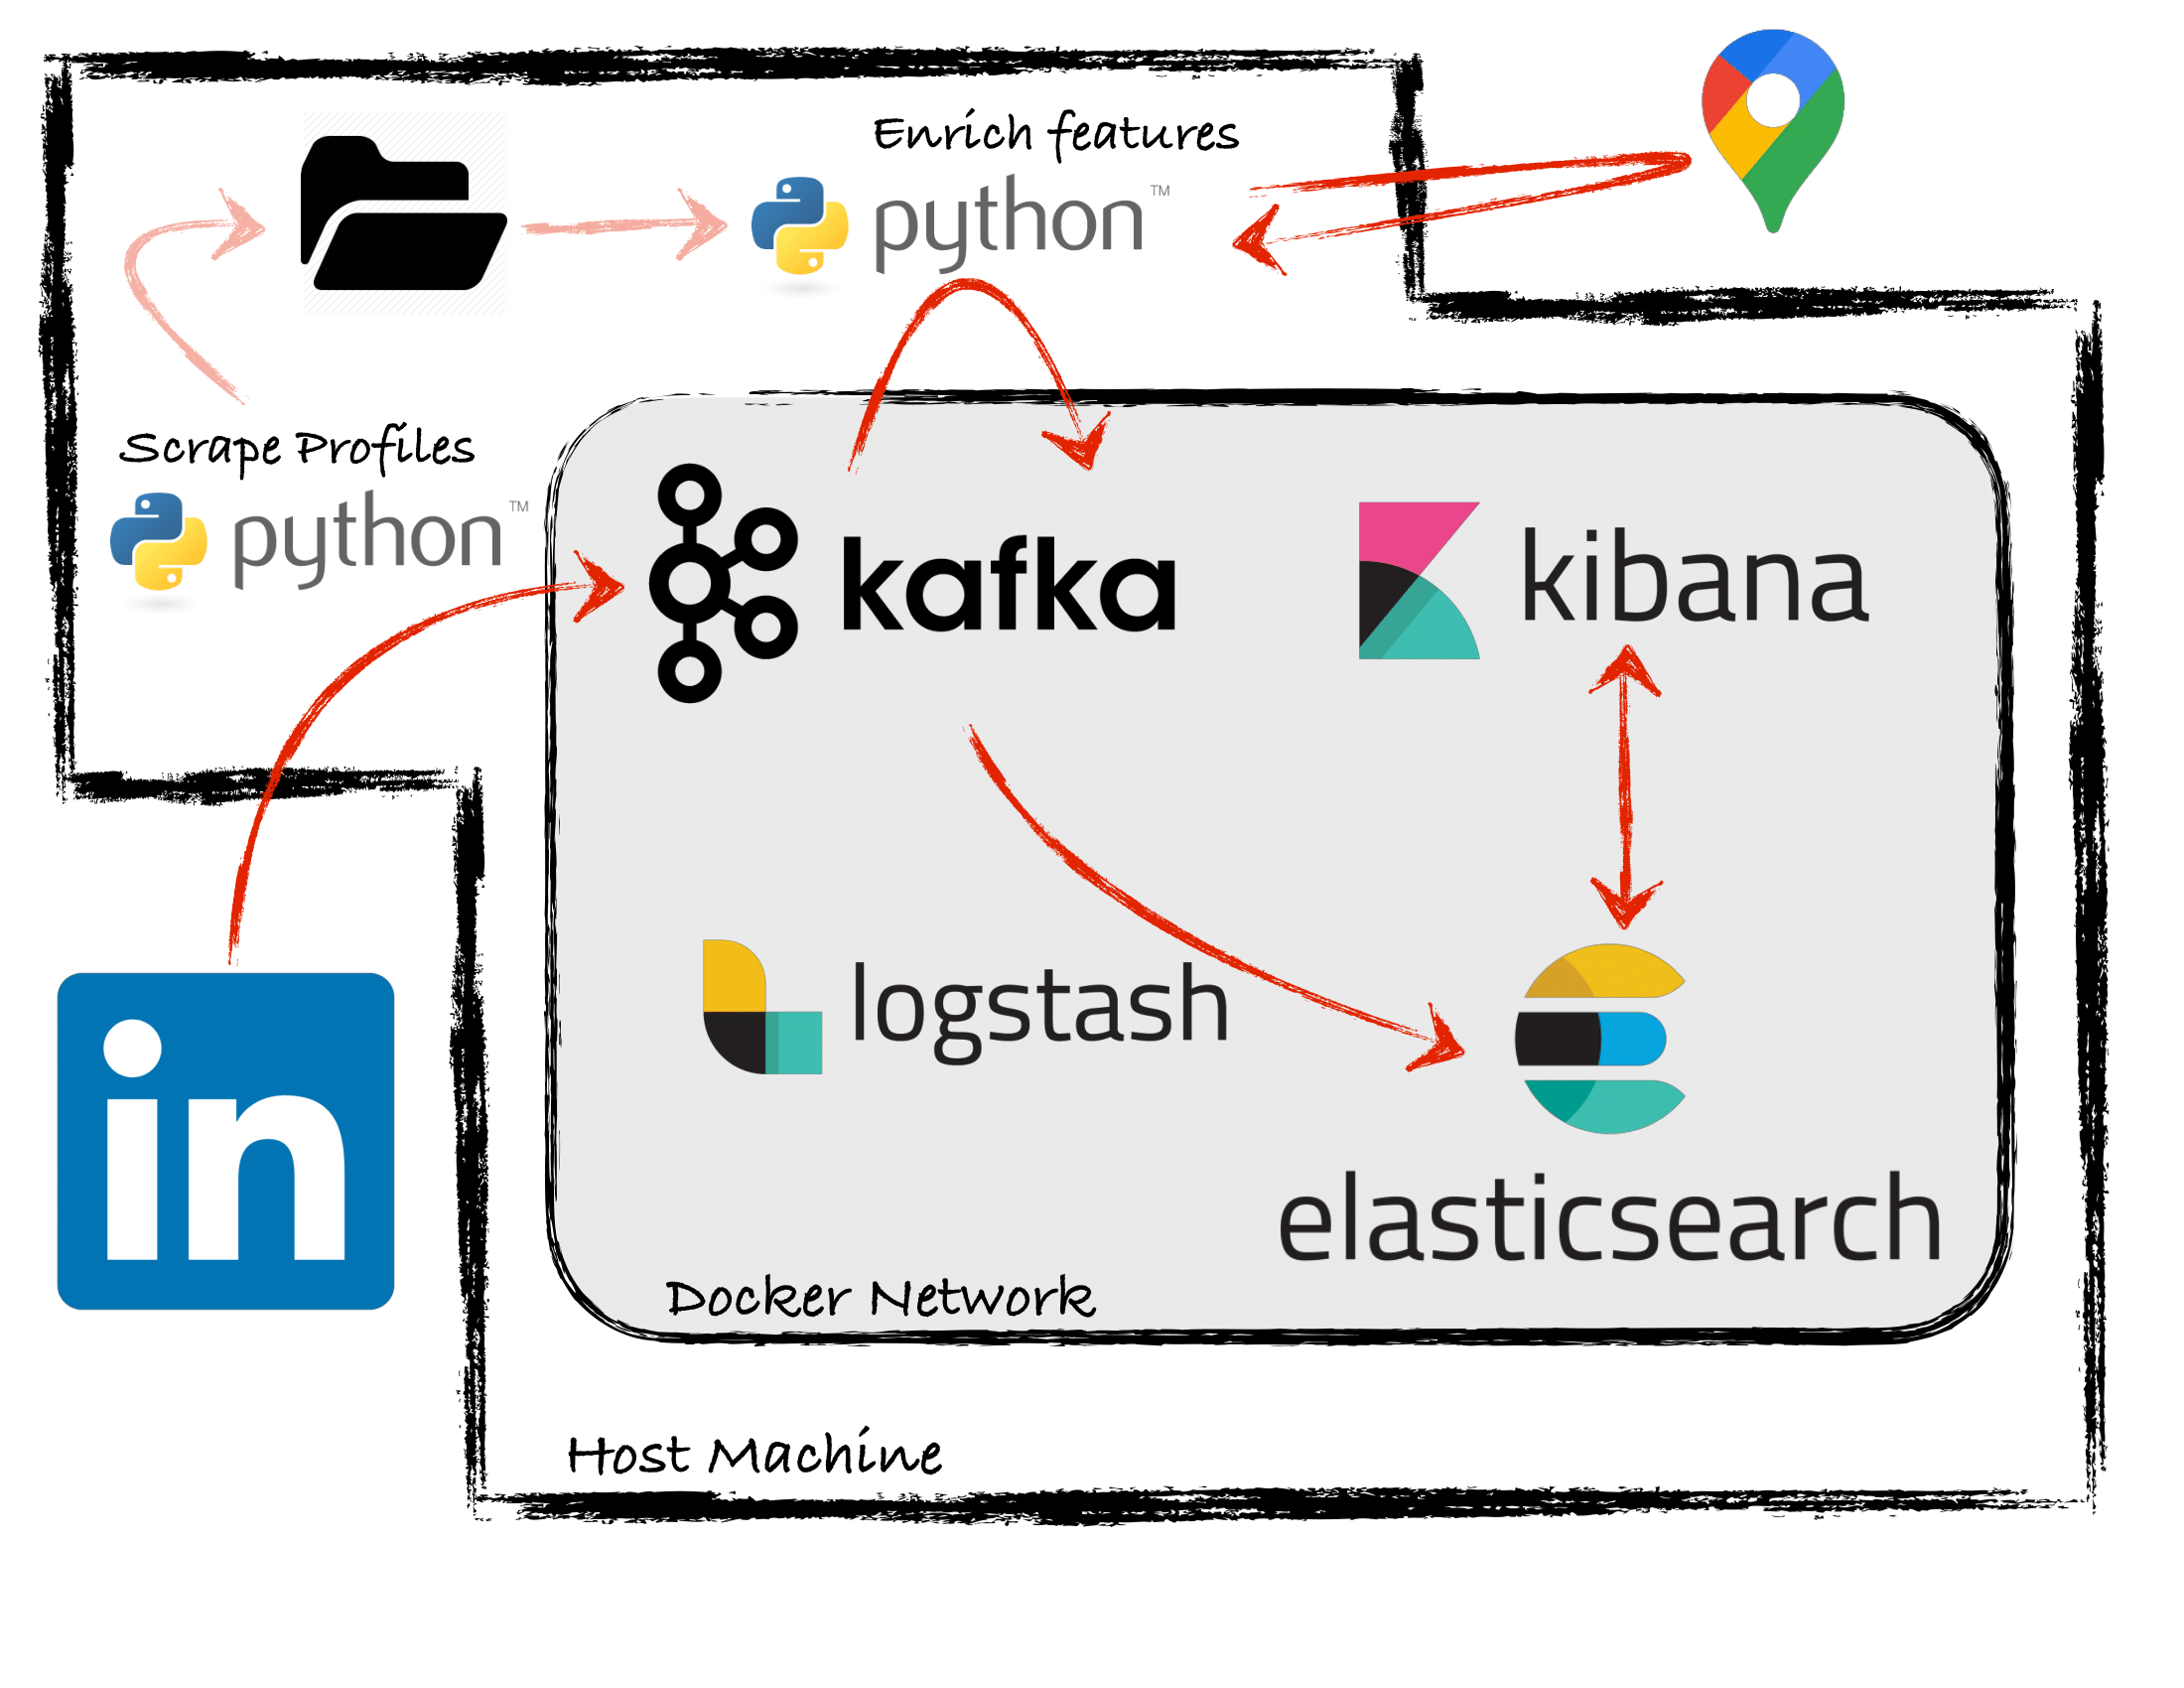 Enrich features
python™
Scrape Profiles
python™
kafka
kibana
logstash
in
elasticsearch
Docker Network
Host Machine